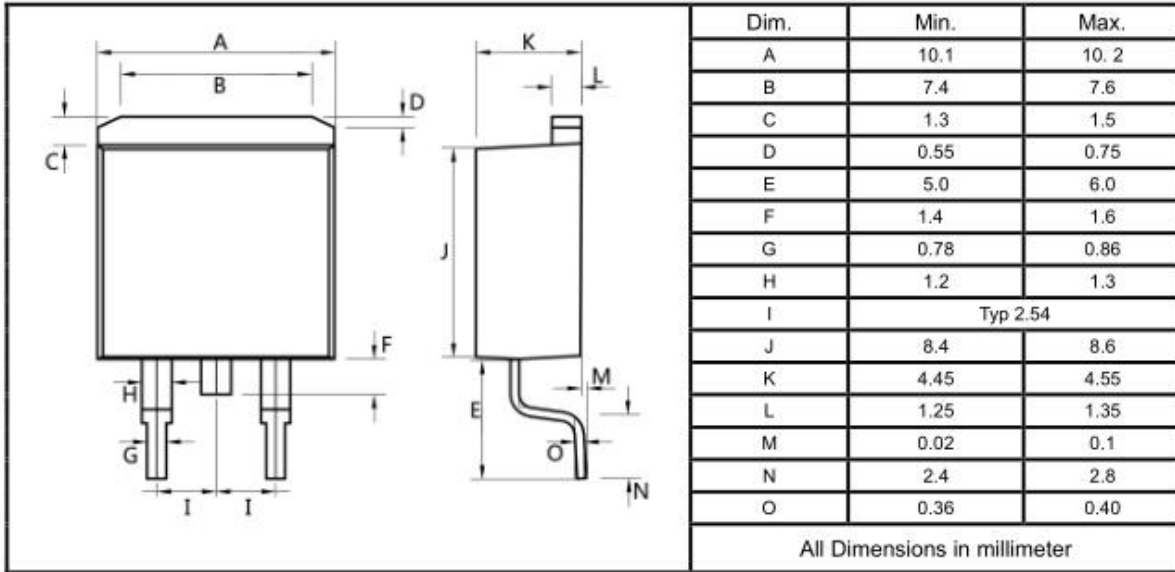 A
B
C
D
K
L
J
F
H
G
I I
E
M
O
N
Dim. Min. Max.
A 10.1 10. 2
B 7.4 7.6
C 1.3 1.5
D 0.55 0.75
E 5.0 6.0
F 1.4 1.6
G 0.78 0.86
H 1.2 1.3
I Typ 2.54
J 8.4 8.6
K 4.45 4.55
L 1.25 1.35
M 0.02 0.1
N 2.4 2.8
O 0.36 0.40
All Dimensions in millimeter